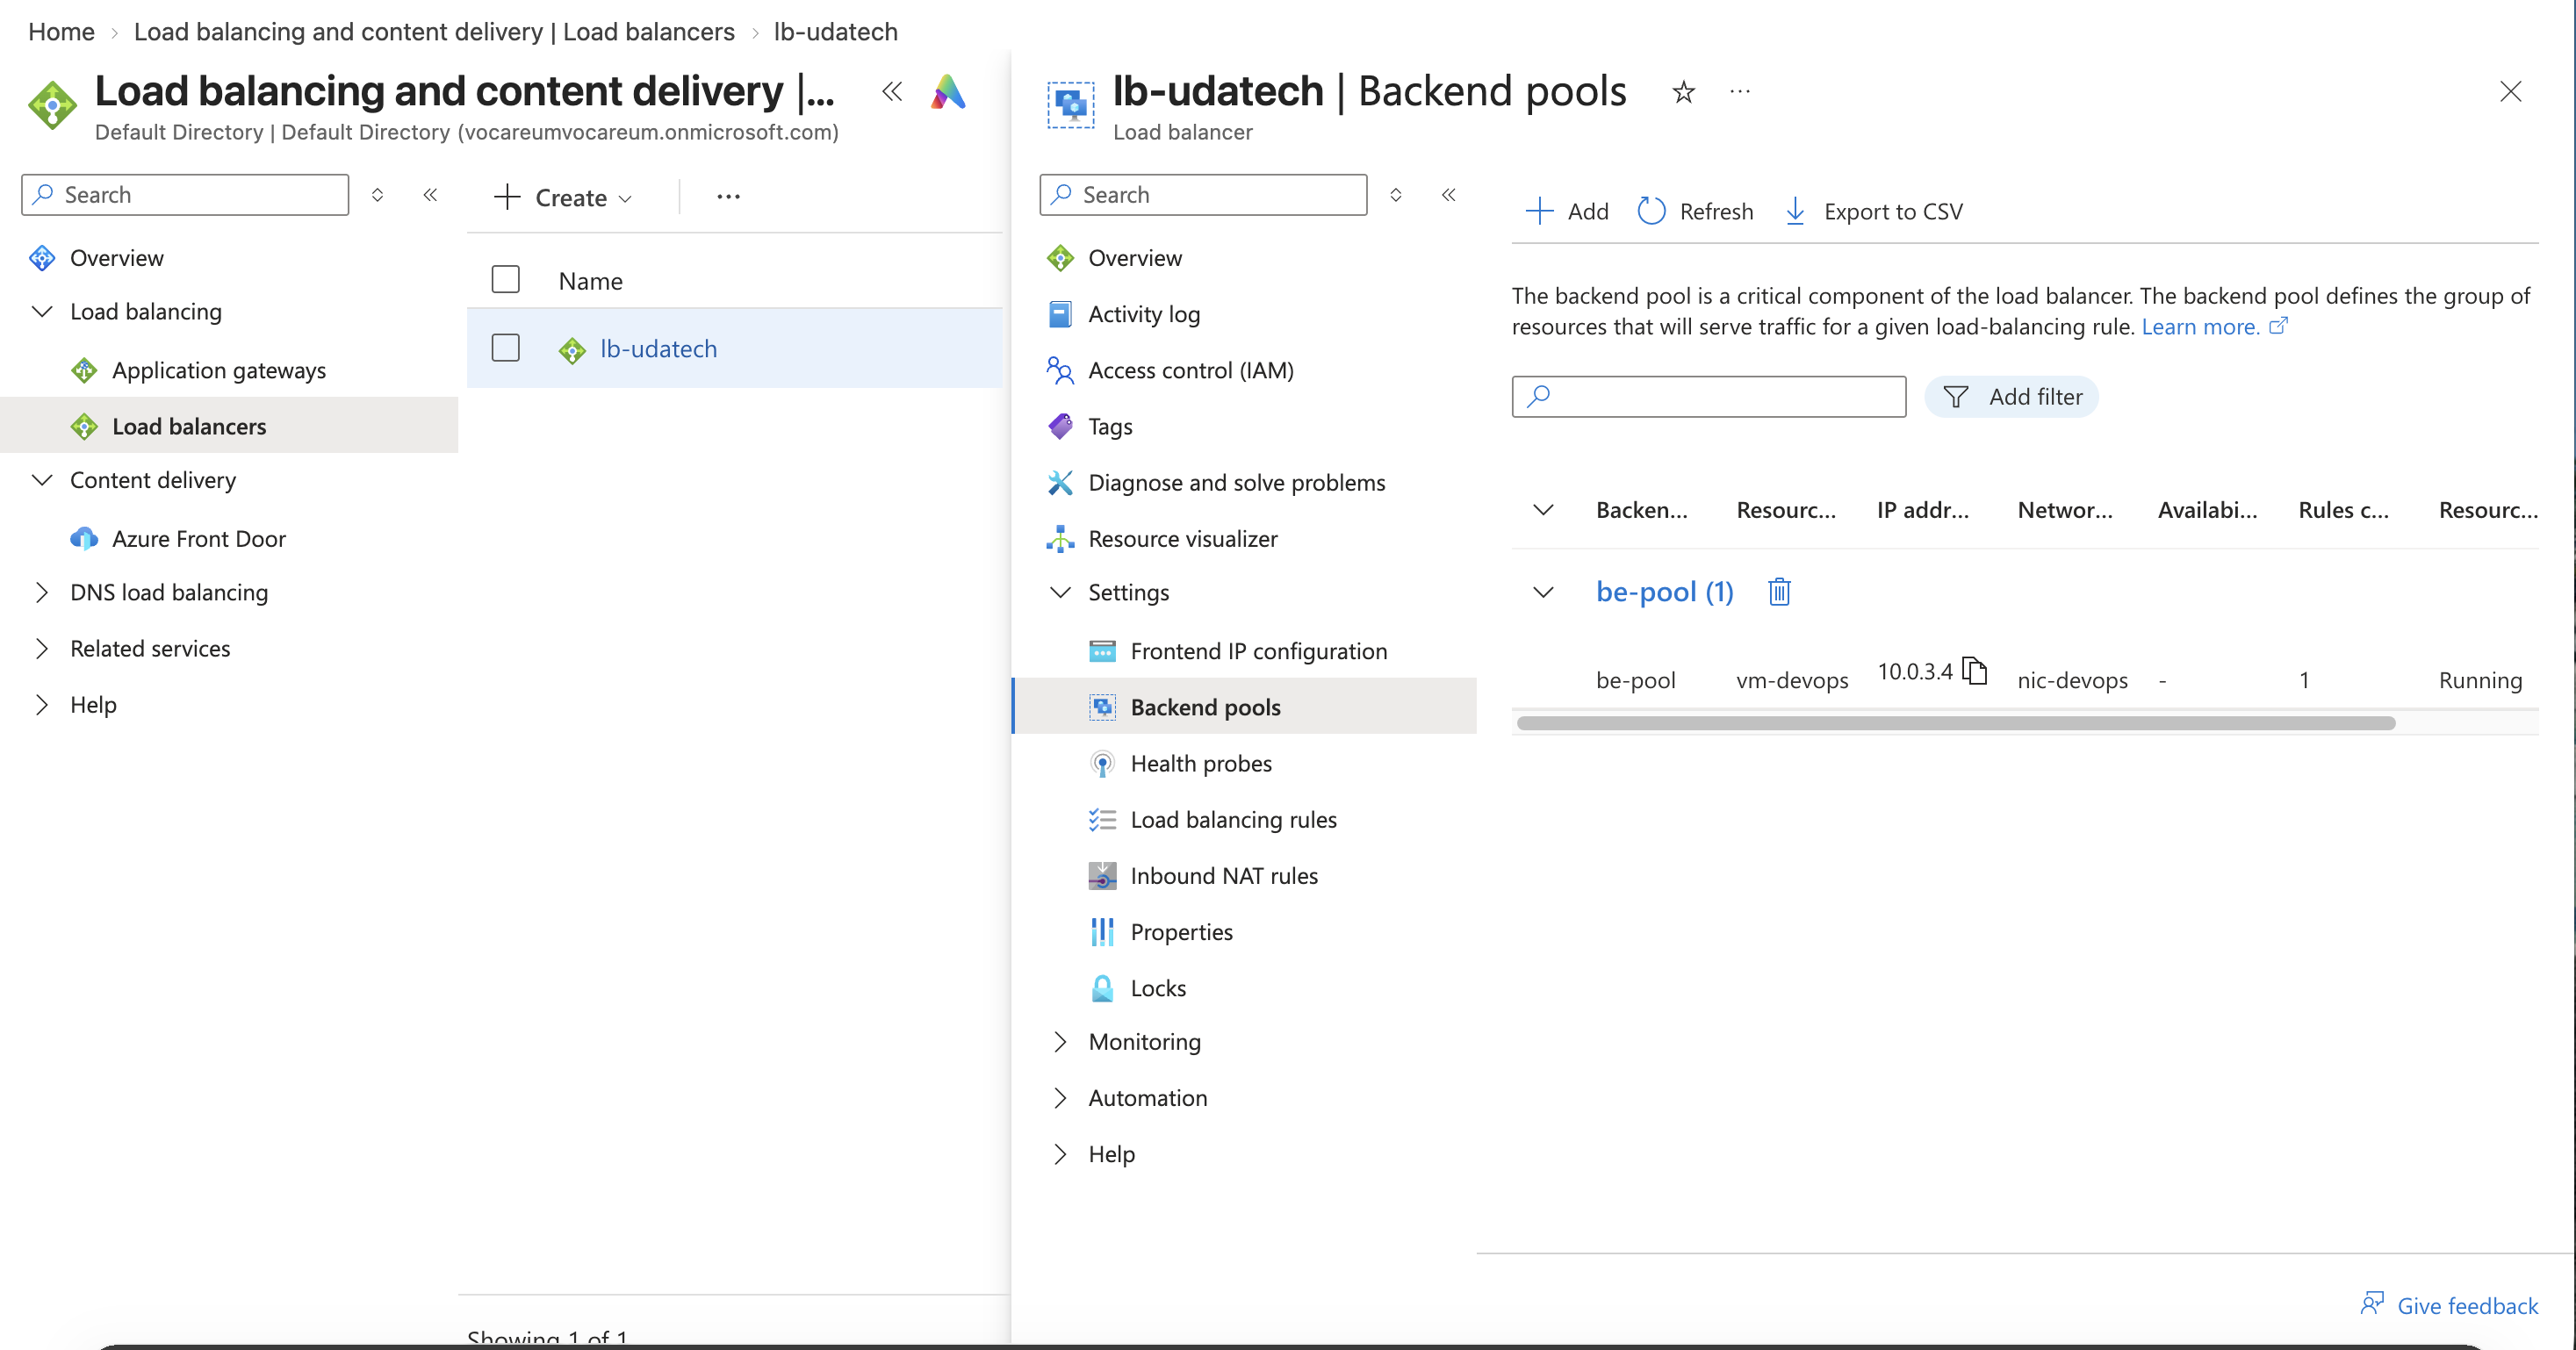 Home > Load balancing and content delivery | Load balancers > lb-udatech
Load balancing and content delivery |...
Default Directory | Default Directory (vocareumvocareum.onmicrosoft.com)
Search
Overview
Load balancing
Application gateways
Load balancers
Content delivery
Azure Front Door
DNS load balancing
Related services
Help
Create
...
Name
lb-udatech
Showing 1 of 1
lb-udatech | Backend pools
...
Load balancer
Search
Overview
Activity log
Access control (IAM)
Tags
Diagnose and solve problems
Resource visualizer
Settings
Frontend IP configuration
Backend pools
Health probes
Load balancing rules
Inbound NAT rules
Properties
Locks
Monitoring
Automation
Help
Add Refresh Export to CSV
The backend pool is a critical component of the load balancer. The backend pool defines the group of
resources that will serve traffic for a given load-balancing rule. Learn more.
Add filter
Backen... Resourc... IP addr... Networ... Availabi... Rules c... Resourc...
be-pool (1)
be-pool vm-devops 10.0.3.4 nic-devops - 1 Running
Give feedback